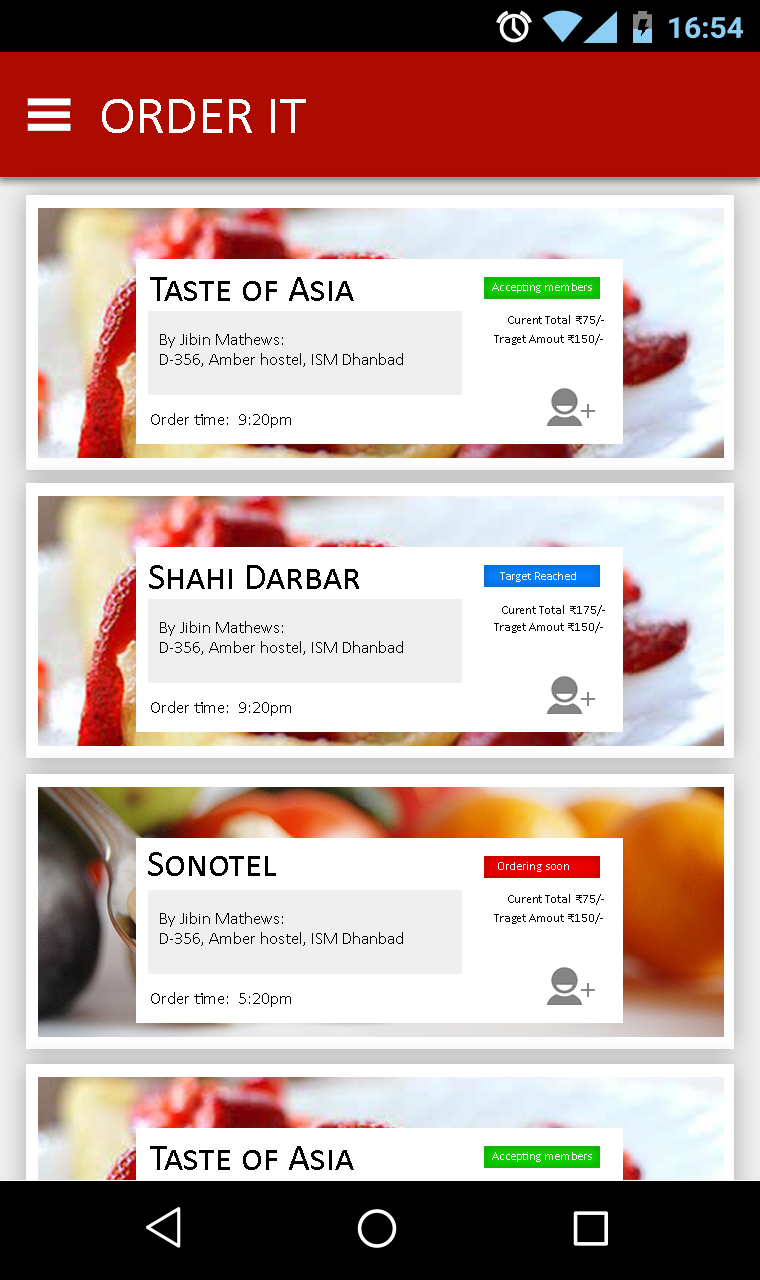 16:54
ORDER IT
Taste of Asia
Accepting members
Curent Total ₹75/-
Traget Amout ₹150/-
By Jibin Mathews:
D-356, Amber hostel, ISM Dhanbad
Order time: 9:20pm
Shahi Darbar
Target Reached
Curent Total ₹175/-
Traget Amout ₹150/-
By Jibin Mathews:
D-356, Amber hostel, ISM Dhanbad
Order time: 9:20pm
Sonotel
Ordering soon
Curent Total ₹75/-
Traget Amout ₹150/-
By Jibin Mathews:
D-356, Amber hostel, ISM Dhanbad
Order time: 5:20pm
Taste of Asia
Accepting members